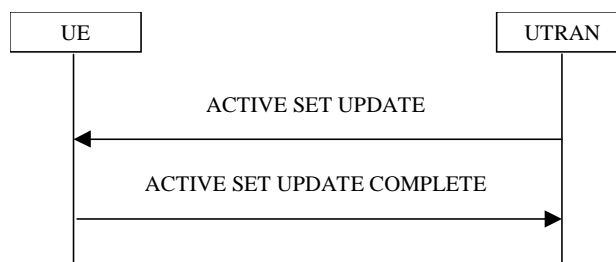 UE
UTRAN
ACTIVE SET UPDATE
ACTIVE SET UPDATE COMPLETE